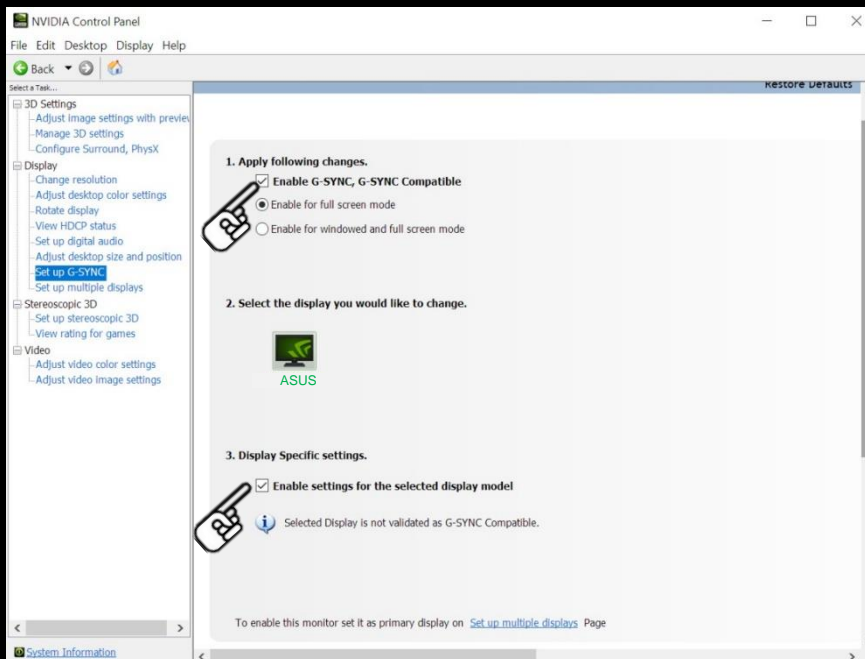 NVIDIA Control Panel
File Edit Desktop Display Help
Back
Select a Task...
Restore Defaults
3D Settings
Adjust image settings with preview
Manage 3D settings
Configure Surround, PhysX
Display
Change resolution
Adjust desktop color settings
Rotate display
View HDCP status
Set up digital audio
Adjust desktop size and position
Set up G-SYNC
Set up multiple displays
Stereoscopic 3D
Set up stereoscopic 3D
View rating for games
Video
Adjust video color settings
Adjust video image settings
System Information
1. Apply following changes.
Enable G-SYNC, G-SYNC Compatible
Enable for full screen mode
Enable for windowed and full screen mode
2. Select the display you would like to change.
ASUS
3. Display Specific settings.
Enable settings for the selected display model
Selected Display is not validated as G-SYNC Compatible.
To enable this monitor set it as primary display on Set up multiple displays Page